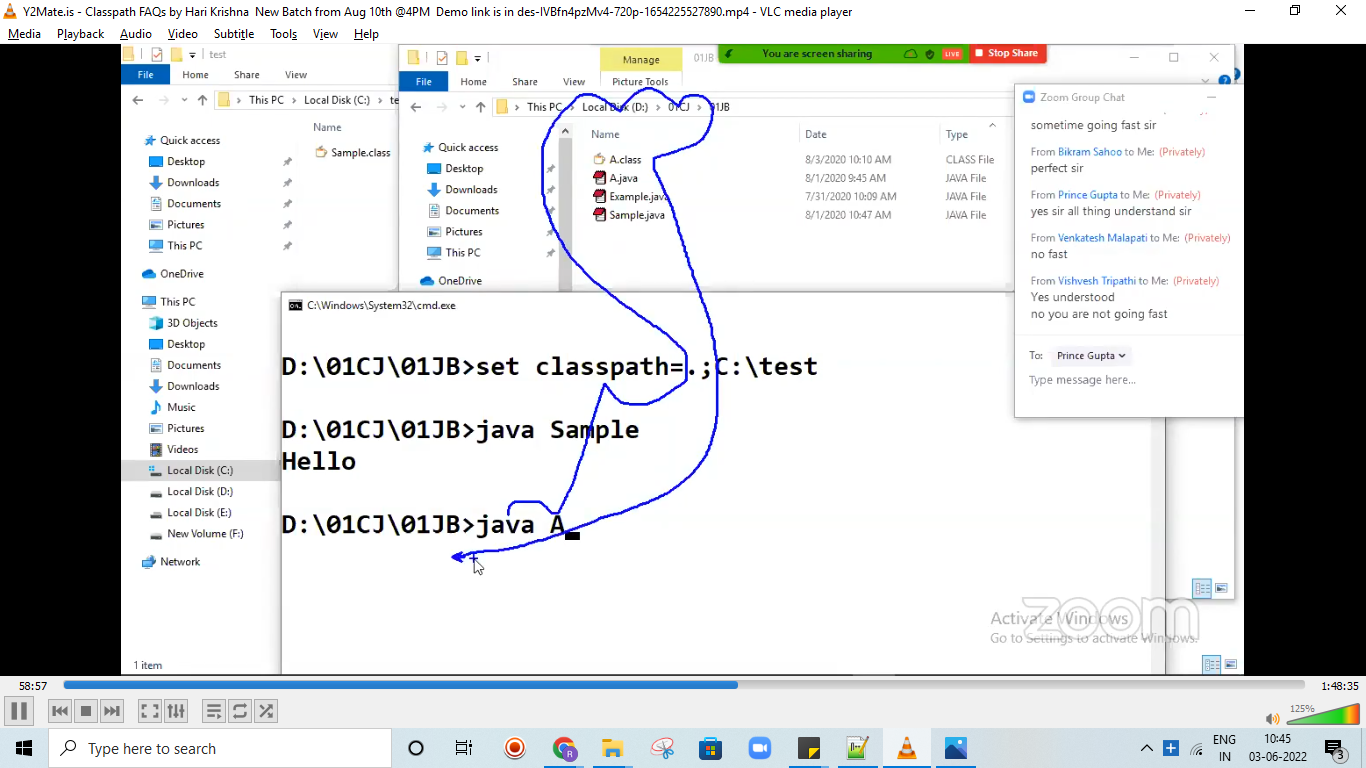 Y2Mate.is - Classpath FAQs by Hari Krishna New Batch from Aug 10th @4PM Demo link is in des-IVBfn4pzMv4-720p-1654225527890.mp4 - VLC media player
Media Playback Audio Video Subtitle Tools View Help
test
File Home Share View
This PC Local Disk (C:)
Name
Sample.class
Quick access
Desktop
Downloads
Documents
Pictures
This PC
OneDrive
This PC
3D Objects
Desktop
Documents
Downloads
Music
Pictures
Videos
Local Disk (C:)
Local Disk (D:)
Local Disk (E:)
New Volume (F:)
Network
1 item
Manage 01JB
File Home Share View Picture Tools
This PC Local Disk (D:) 01CJ 01JB
Quick access
Desktop
Downloads
Documents
Pictures
This PC
OneDrive
Name Date Type
A.class 8/3/2020 10:10 AM CLASS File
A.java 8/1/2020 9:45 AM JAVA File
Example.java 7/31/2020 10:09 AM JAVA File
Sample.java 8/1/2020 10:47 AM JAVA File
You are screen sharing LIVE Stop Share
Zoom Group Chat
sometime going fast sir
From Bikram Sahoo to Me: (Privately)
perfect sir
From Prince Gupta to Me: (Privately)
yes sir all thing understand sir
From Venkatesh Malapati to Me: (Privately)
no fast
From Vishvesh Tripathi to Me: (Privately)
Yes understood
no you are not going fast
To: Prince Gupta
Type message here...
C:\Windows\System32\cmd.exe
D:\01CJ\01JB>set classpath=.;C:\test
D:\01CJ\01JB>java Sample
Hello
D:\01CJ\01JB>java A
zoom
Activate Windows
Go to Settings to activate Windows.
58:57 1:48:35
125%
Type here to search
ENG 10:45
IN 03-06-2022 3